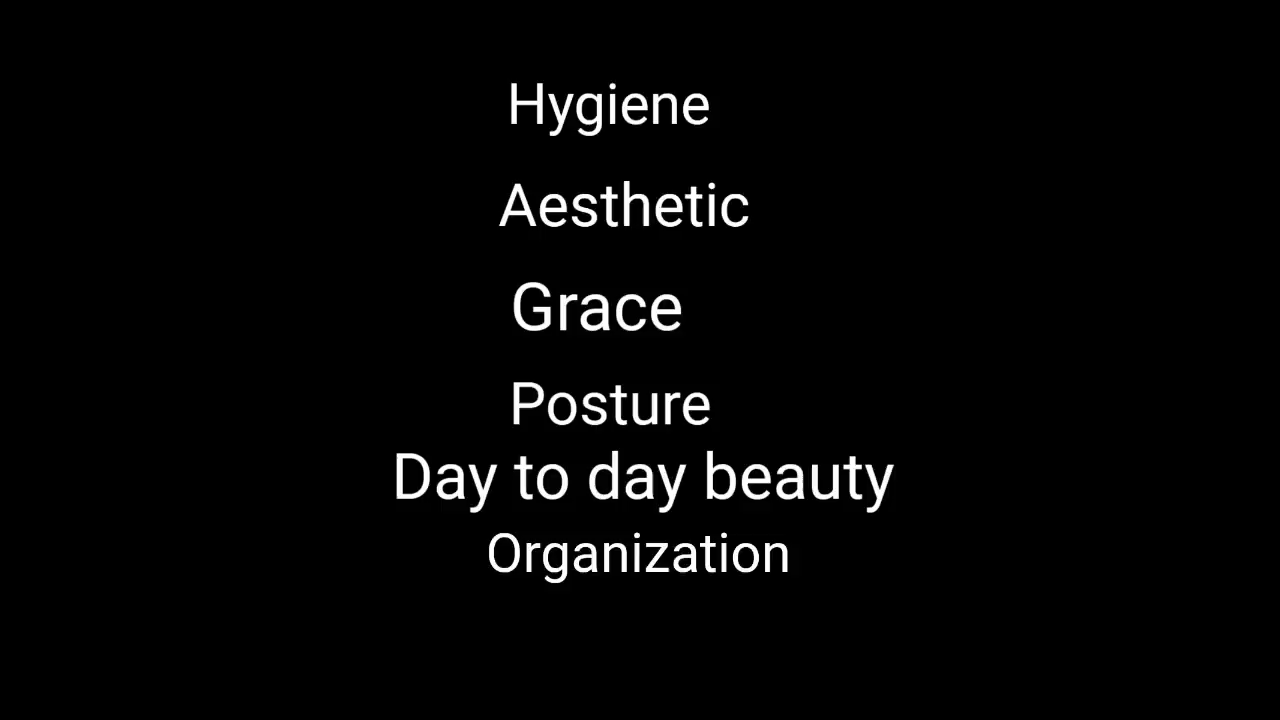 Hygiene
Aesthetic
Grace
Posture
Day to day beauty
Organization